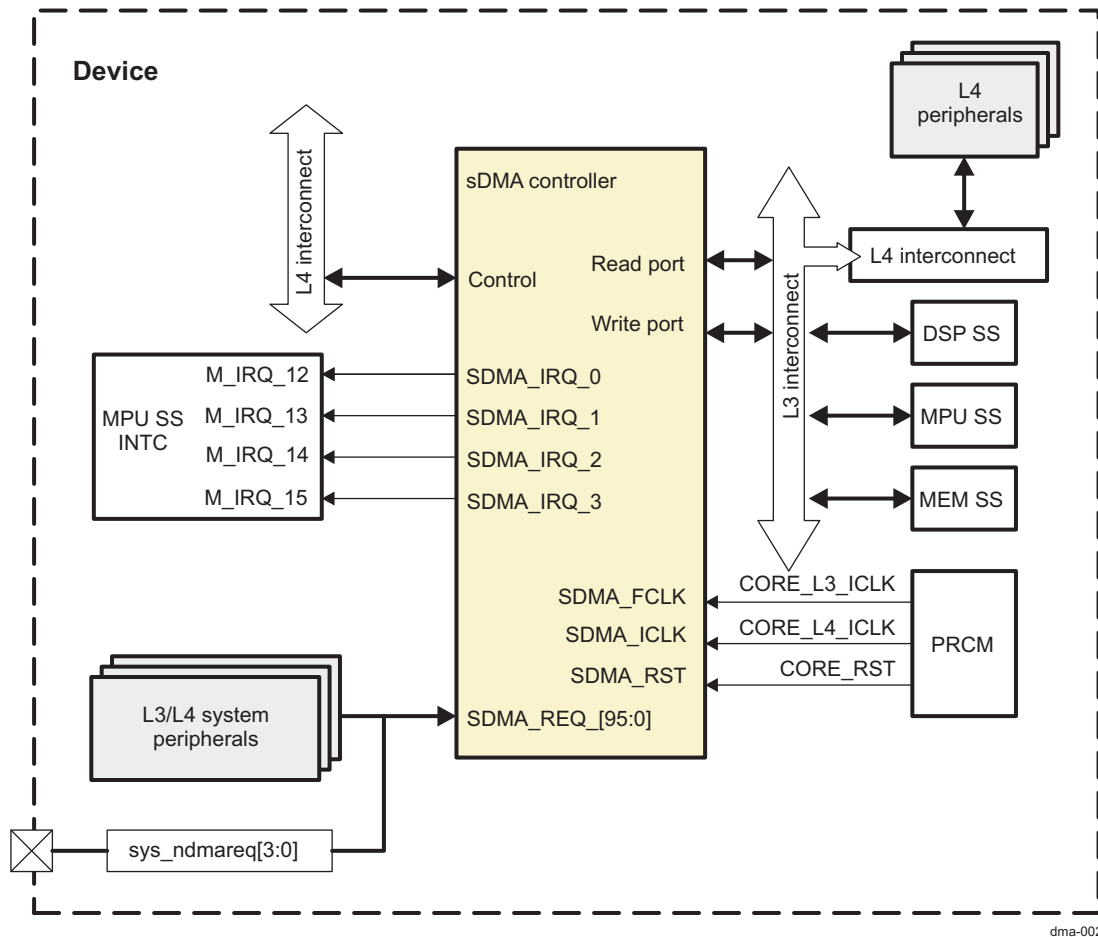 Device
L4
peripherals
L4 interconnect
sDMA controller
Control
Read port
Write port
L3 interconnect
L4 interconnect
DSP SS
MPU SS
MEM SS
MPU SS
INTC
M_IRQ_12
M_IRQ_13
M_IRQ_14
M_IRQ_15
SDMA_IRQ_0
SDMA_IRQ_1
SDMA_IRQ_2
SDMA_IRQ_3
SDMA_FCLK
SDMA_ICLK
SDMA_RST
CORE_L3_ICLK
CORE_L4_ICLK
CORE_RST
PRCM
L3/L4 system
peripherals
SDMA_REQ_[95:0]
sys_ndmareq[3:0]
dma-002